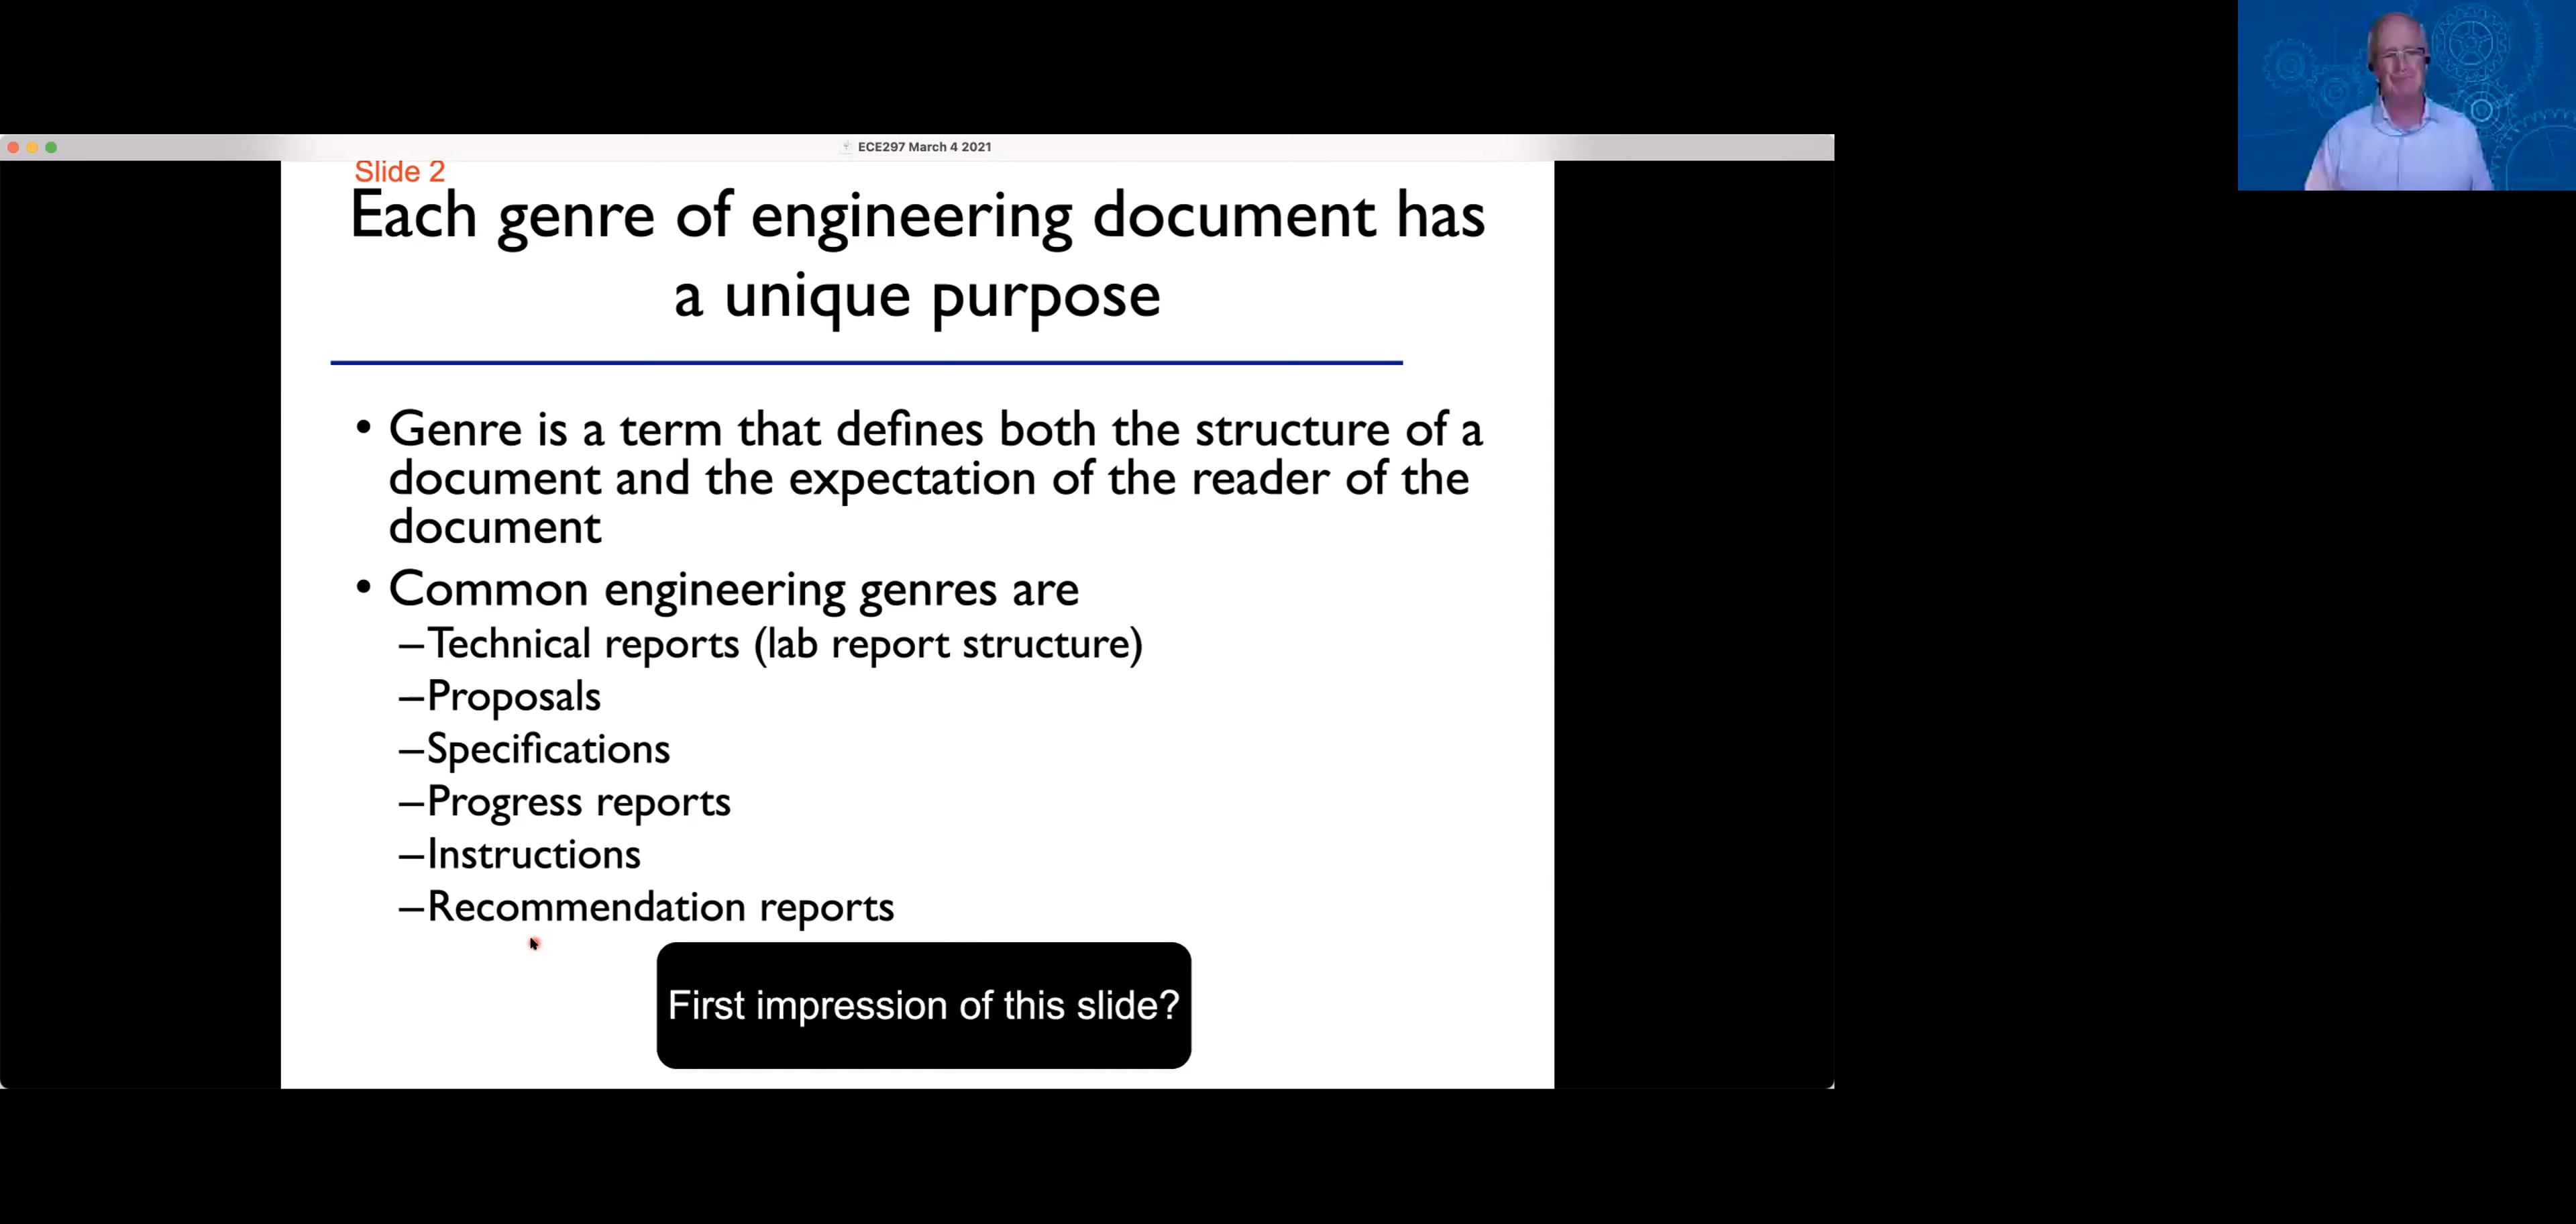 ECE297 March 4 2021
Slide 2
Each genre of engineering document has
a unique purpose
• Genre is a term that defines both the structure of a
document and the expectation of the reader of the
document
• Common engineering genres are
–Technical reports (lab report structure)
–Proposals
–Specifications
–Progress reports
–Instructions
–Recommendation reports
First impression of this slide?